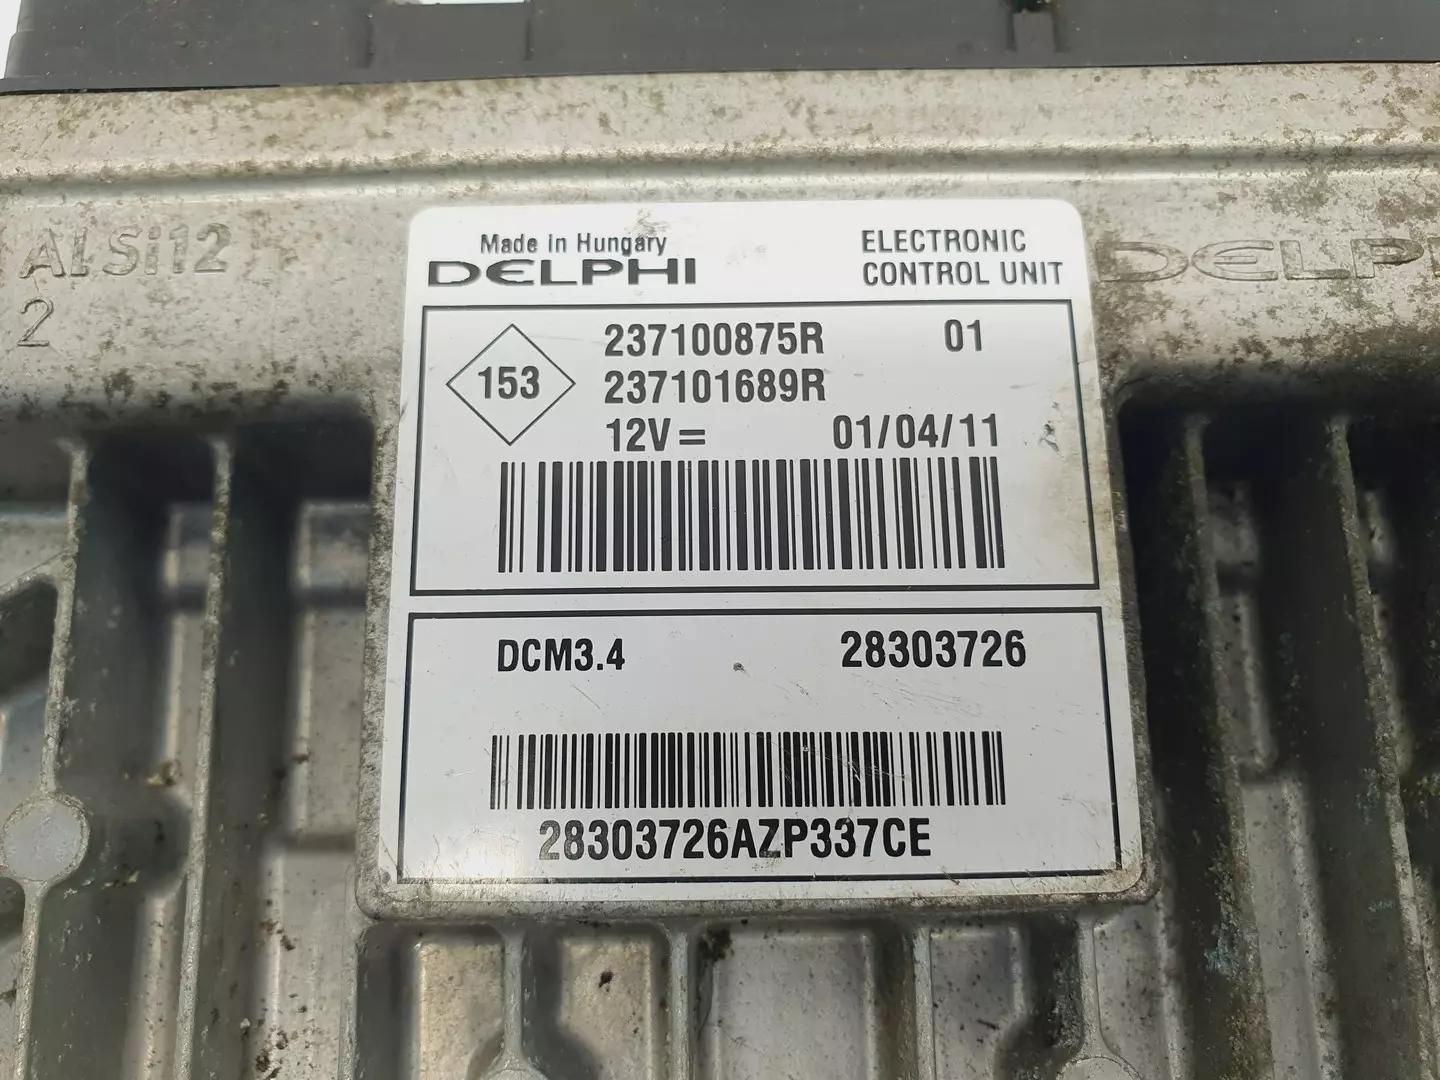 AlSi12
2
Made in Hungary
DELPHI
ELECTRONIC
CONTROL UNIT
DELP
153
237100875R 01
237101689R
12V= 01/04/11
DCM3.4 28303726
28303726AZP337CE